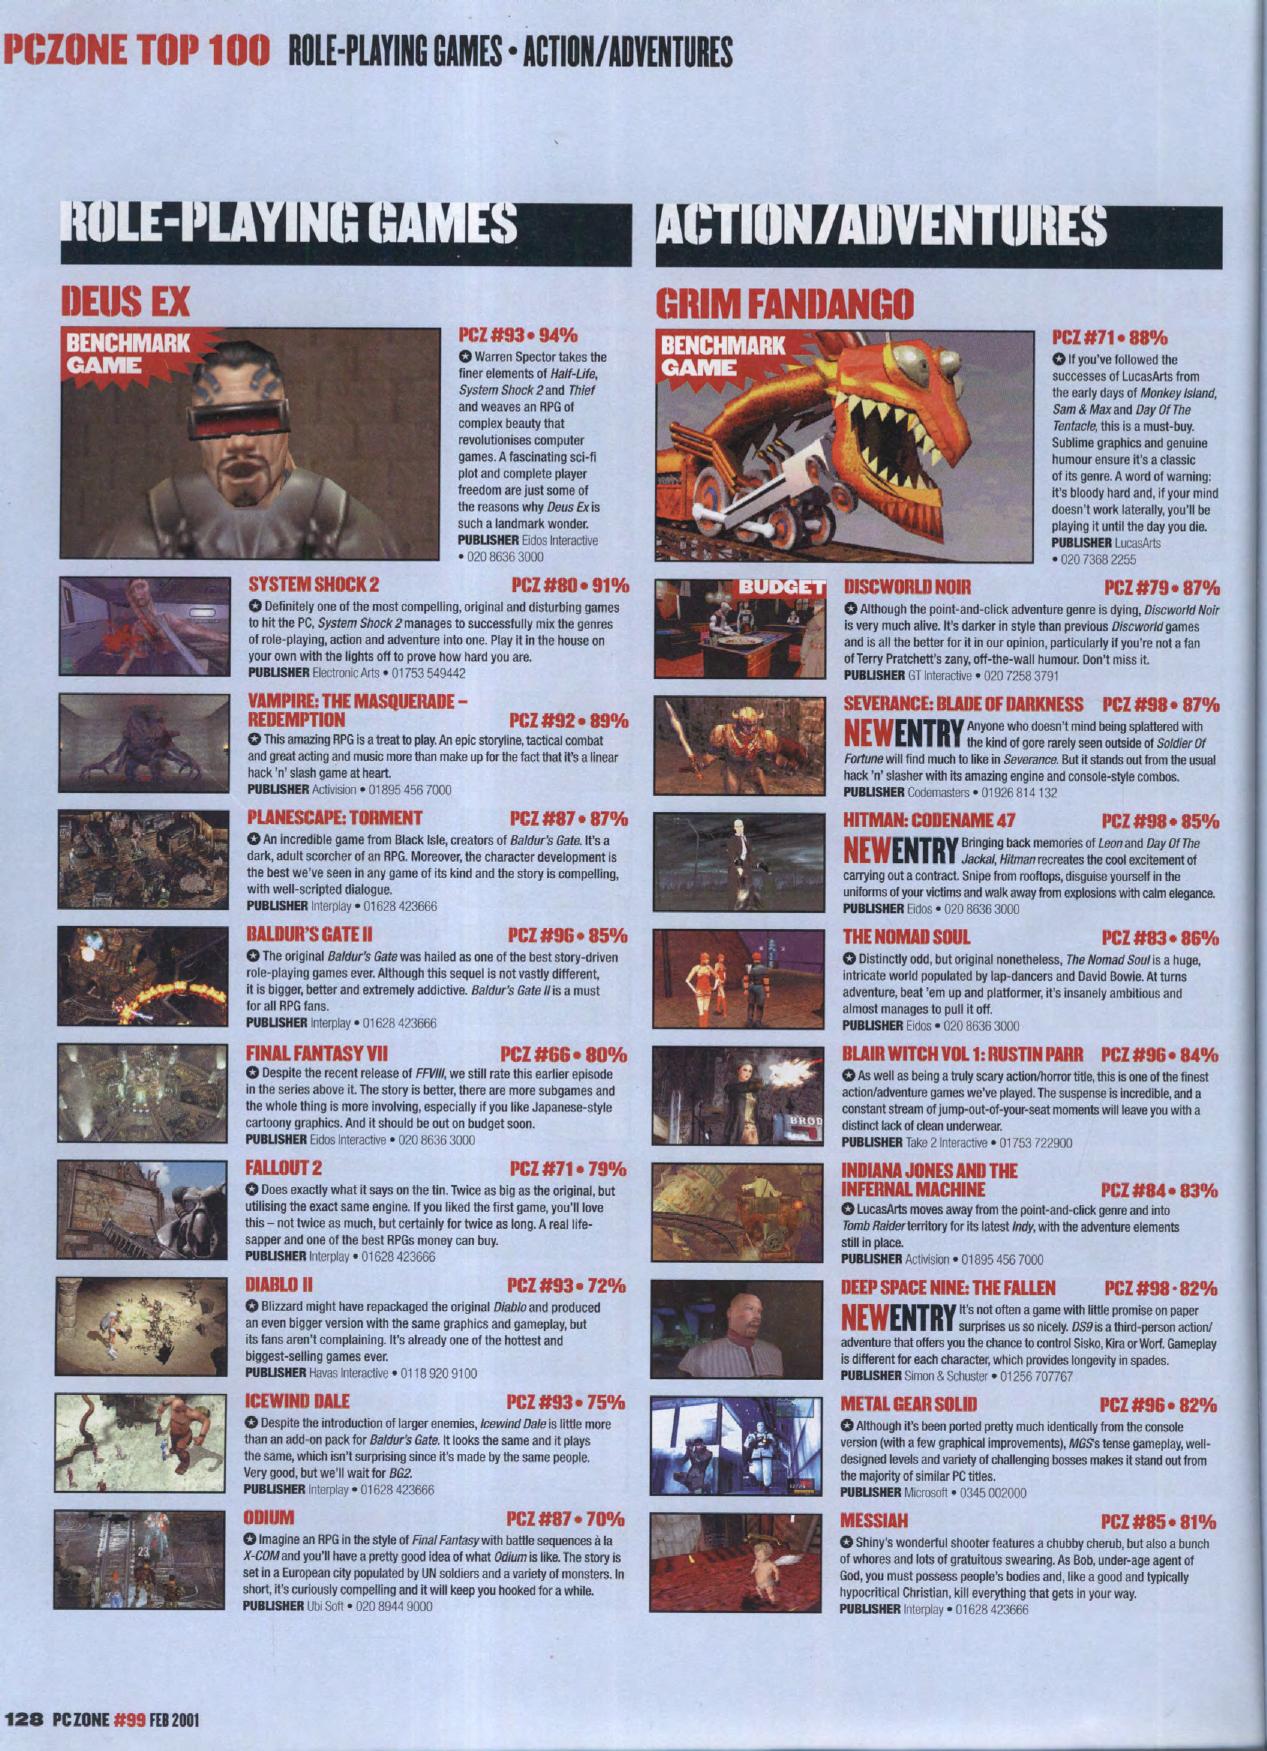 PCZONE TOP 100 ROLE-PLAYING GAMES • ACTION/ADVENTURES
ROLE-PLAYING GAMES
DEUS EX
BENCHMARK
GAME
PCZ #93 • 94%
Warren Spector takes the
finer elements of Half-Life,
System Shock 2 and Thief
and weaves an RPG of
complex beauty that
revolutionises computer
games. A fascinating sci-fi
plot and complete player
freedom are just some of
the reasons why Deus Ex is
such a landmark wonder.
PUBLISHER Eidos Interactive
• 020 8636 3000
SYSTEM SHOCK 2 PCZ #80 • 91%
Definitely one of the most compelling, original and disturbing games
to hit the PC, System Shock 2 manages to successfully mix the genres
of role-playing, action and adventure into one. Play it in the house on
your own with the lights off to prove how hard you are.
PUBLISHER Electronic Arts • 01753 549442
VAMPIRE: THE MASQUERADE –
REDEMPTION PCZ #92 • 89%
This amazing RPG is a treat to play. An epic storyline, tactical combat
and great acting and music more than make up for the fact that it's a linear
hack 'n' slash game at heart.
PUBLISHER Activision • 01895 456 7000
PLANESCAPE: TORMENT PCZ #87 • 87%
An incredible game from Black Isle, creators of Baldur's Gate. It's a
dark, adult scorcher of an RPG. Moreover, the character development is
the best we've seen in any game of its kind and the story is compelling,
with well-scripted dialogue.
PUBLISHER Interplay • 01628 423666
BALDUR'S GATE II PCZ #96 • 85%
The original Baldur's Gate was hailed as one of the best story-driven
role-playing games ever. Although this sequel is not vastly different,
it is bigger, better and extremely addictive. Baldur's Gate II is a must
for all RPG fans.
PUBLISHER Interplay • 01628 423666
FINAL FANTASY VII PCZ #66 • 80%
Despite the recent release of FFVIII, we still rate this earlier episode
in the series above it. The story is better, there are more subgames and
the whole thing is more involving, especially if you like Japanese-style
cartoony graphics. And it should be out on budget soon.
PUBLISHER Eidos Interactive • 020 8636 3000
FALLOUT 2 PCZ #71 • 79%
Does exactly what it says on the tin. Twice as big as the original, but
utilising the exact same engine. If you liked the first game, you'll love
this – not twice as much, but certainly for twice as long. A real life-
sapper and one of the best RPGs money can buy.
PUBLISHER Interplay • 01628 423666
DIABLO II PCZ #93 • 72%
Blizzard might have repackaged the original Diablo and produced
an even bigger version with the same graphics and gameplay, but
its fans aren't complaining. It's already one of the hottest and
biggest-selling games ever.
PUBLISHER Havas Interactive • 0118 920 9100
ICEWIND DALE PCZ #93 • 75%
Despite the introduction of larger enemies, Icewind Dale is little more
than an add-on pack for Baldur's Gate. It looks the same and it plays
the same, which isn't surprising since it's made by the same people.
Very good, but we'll wait for BG2.
PUBLISHER Interplay • 01628 423666
ODIUM PCZ #87 • 70%
Imagine an RPG in the style of Final Fantasy with battle sequences à la
X-COM and you'll have a pretty good idea of what Odium is like. The story is
set in a European city populated by UN soldiers and a variety of monsters. In
short, it's curiously compelling and it will keep you hooked for a while.
PUBLISHER Ubi Soft • 020 8944 9000
23
ACTION/ADVENTURES
GRIM FANDANGO
BENCHMARK
GAME
PCZ #71 • 88%
If you've followed the
successes of LucasArts from
the early days of Monkey Island,
Sam & Max and Day Of The
Tentacle, this is a must-buy.
Sublime graphics and genuine
humour ensure it's a classic
of its genre. A word of warning:
it's bloody hard and, if your mind
doesn't work laterally, you'll be
playing it until the day you die.
PUBLISHER LucasArts
• 020 7368 2255
BUDGET
DISCWORLD NOIR PCZ #79 • 87%
Although the point-and-click adventure genre is dying, Discworld Noir
is very much alive. It's darker in style than previous Discworld games
and is all the better for it in our opinion, particularly if you're not a fan
of Terry Pratchett's zany, off-the-wall humour. Don't miss it.
PUBLISHER GT Interactive • 020 7258 3791
SEVERANCE: BLADE OF DARKNESS PCZ #98 • 87%
NEW ENTRY Anyone who doesn't mind being splattered with
the kind of gore rarely seen outside of Soldier Of
Fortune will find much to like in Severance. But it stands out from the usual
hack 'n' slasher with its amazing engine and console-style combos.
PUBLISHER Codemasters • 01926 814 132
HITMAN: CODENAME 47 PCZ #98 • 85%
NEW ENTRY Bringing back memories of Leon and Day Of The
Jackal, Hitman recreates the cool excitement of
carrying out a contract. Snipe from rooftops, disguise yourself in the
uniforms of your victims and walk away from explosions with calm elegance.
PUBLISHER Eidos • 020 8636 3000
THE NOMAD SOUL PCZ #83 • 86%
Distinctly odd, but original nonetheless, The Nomad Soul is a huge,
intricate world populated by lap-dancers and David Bowie. At turns
adventure, beat 'em up and platformer, it's insanely ambitious and
almost manages to pull it off.
PUBLISHER Eidos • 020 8636 3000
BLAIR WITCH VOL 1: RUSTIN PARR PCZ #96 • 84%
As well as being a truly scary action/horror title, this is one of the finest
action/adventure games we've played. The suspense is incredible, and a
constant stream of jump-out-of-your-seat moments will leave you with a
distinct lack of clean underwear.
PUBLISHER Take 2 Interactive • 01753 722900
BROD
INDIANA JONES AND THE
INFERNAL MACHINE PCZ #84 • 83%
LucasArts moves away from the point-and-click genre and into
Tomb Raider territory for its latest Indy, with the adventure elements
still in place.
PUBLISHER Activision • 01895 456 7000
DEEP SPACE NINE: THE FALLEN PCZ #98 • 82%
NEW ENTRY It's not often a game with little promise on paper
surprises us so nicely. DS9 is a third-person action/
adventure that offers you the chance to control Sisko, Kira or Worf. Gameplay
is different for each character, which provides longevity in spades.
PUBLISHER Simon & Schuster • 01256 707767
METAL GEAR SOLID PCZ #96 • 82%
Although it's been ported pretty much identically from the console
version (with a few graphical improvements), MGS's tense gameplay, well-
designed levels and variety of challenging bosses makes it stand out from
the majority of similar PC titles.
PUBLISHER Microsoft • 0345 002000
MESSIAH PCZ #85 • 81%
Shiny's wonderful shooter features a chubby cherub, but also a bunch
of whores and lots of gratuitous swearing. As Bob, under-age agent of
God, you must possess people's bodies and, like a good and typically
hypocritical Christian, kill everything that gets in your way.
PUBLISHER Interplay • 01628 423666
128 PCZONE #99 FEB 2001